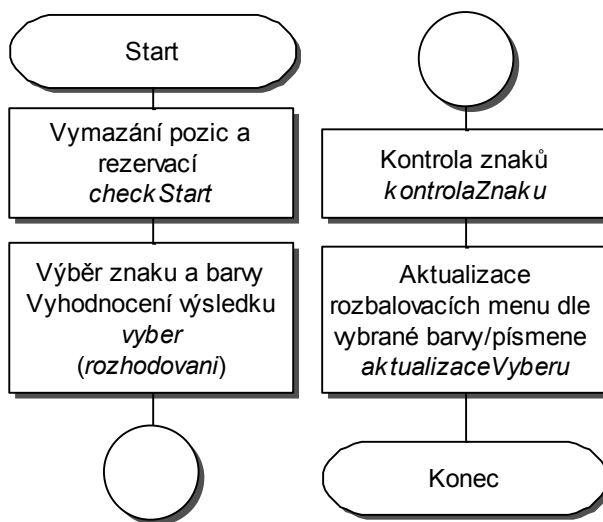 Start
Vymazání pozic a
rezervací
checkStart
Výběr znaku a barvy
Vyhodnocení výsledku
vyber
(rozhodovani)
Kontrola znaků
kontrolaZnaku
Aktualizace
rozbalovacích menu dle
vybrané barvy/písmene
aktualizaceVyberu
Konec